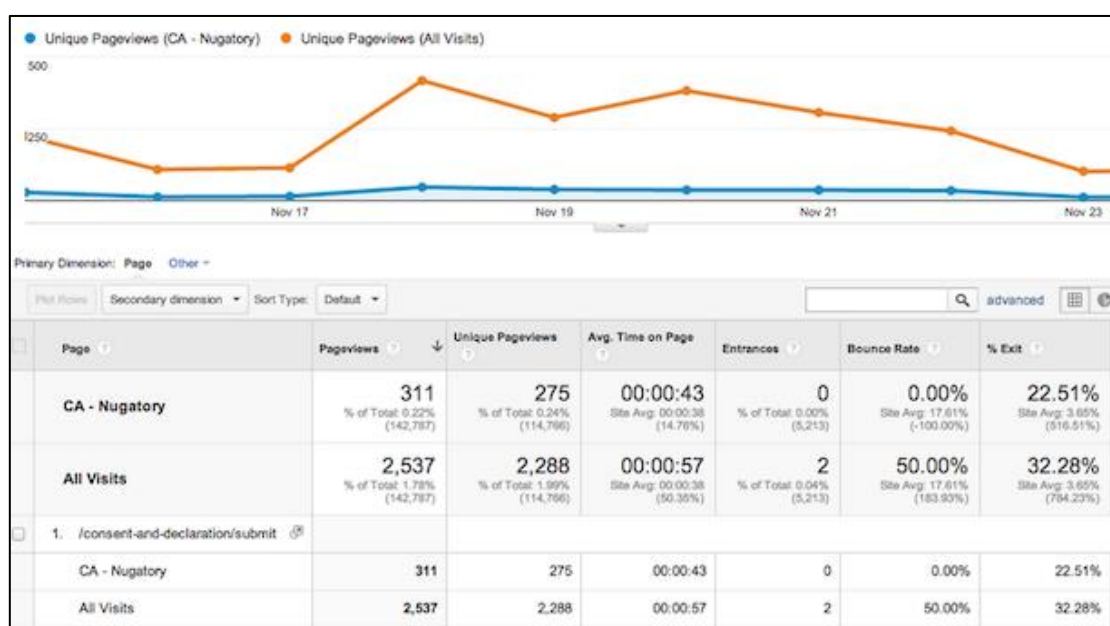 Unique Pageviews (CA - Nugatory) Unique Pageviews (All Visits)
500
250
Nov 17 Nov 19 Nov 21 Nov 23
Primary Dimension: Page Other
Plot Rows Secondary dimension Sort Type: Default advanced
Page ? Pageviews ? Unique Pageviews ? Avg. Time on Page ? Entrances ? Bounce Rate ? % Exit ?
CA - Nugatory 311 275 00:00:43 0 0.00% 22.51%
% of Total: 0.22% % of Total: 0.24% Site Avg: 00:00:38 % of Total: 0.00% Site Avg: 17.61% Site Avg: 3.65%
(142,787) (114,766) (14.76%) (5,213) (-100.00%) (516.51%)
All Visits 2,537 2,288 00:00:57 2 50.00% 32.28%
% of Total: 1.78% % of Total: 1.99% Site Avg: 00:00:38 % of Total: 0.04% Site Avg: 17.61% Site Avg: 3.65%
(142,787) (114,766) (50.35%) (5,213) (183.93%) (784.23%)
1. /consent-and-declaration/submit
CA - Nugatory 311 275 00:00:43 0 0.00% 22.51%
All Visits 2,537 2,288 00:00:57 2 50.00% 32.28%